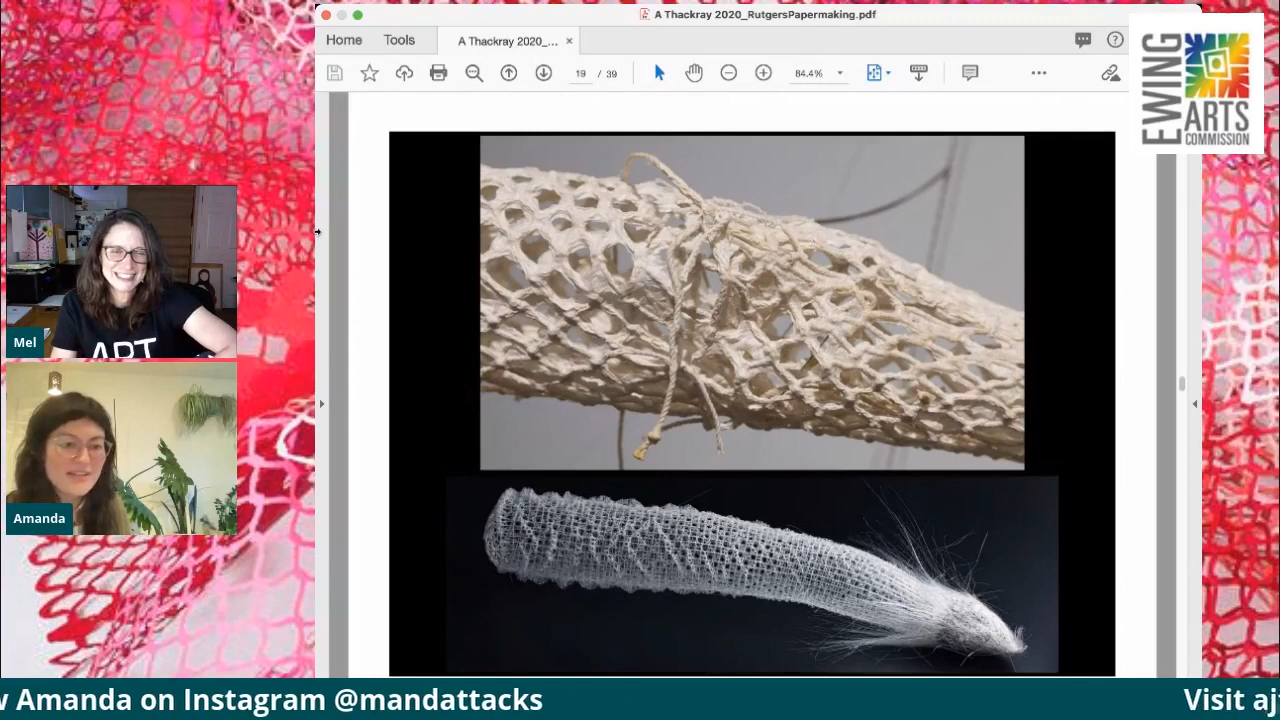 A Thackray 2020_RutgersPapermaking.pdf
Home
Tools
A Thackray 2020_...
×
19 / 39
84.4%
EWING
ARTS
COMMISSION
ART
Mel
Amanda
w Amanda on Instagram @mandattacks
Visit aj